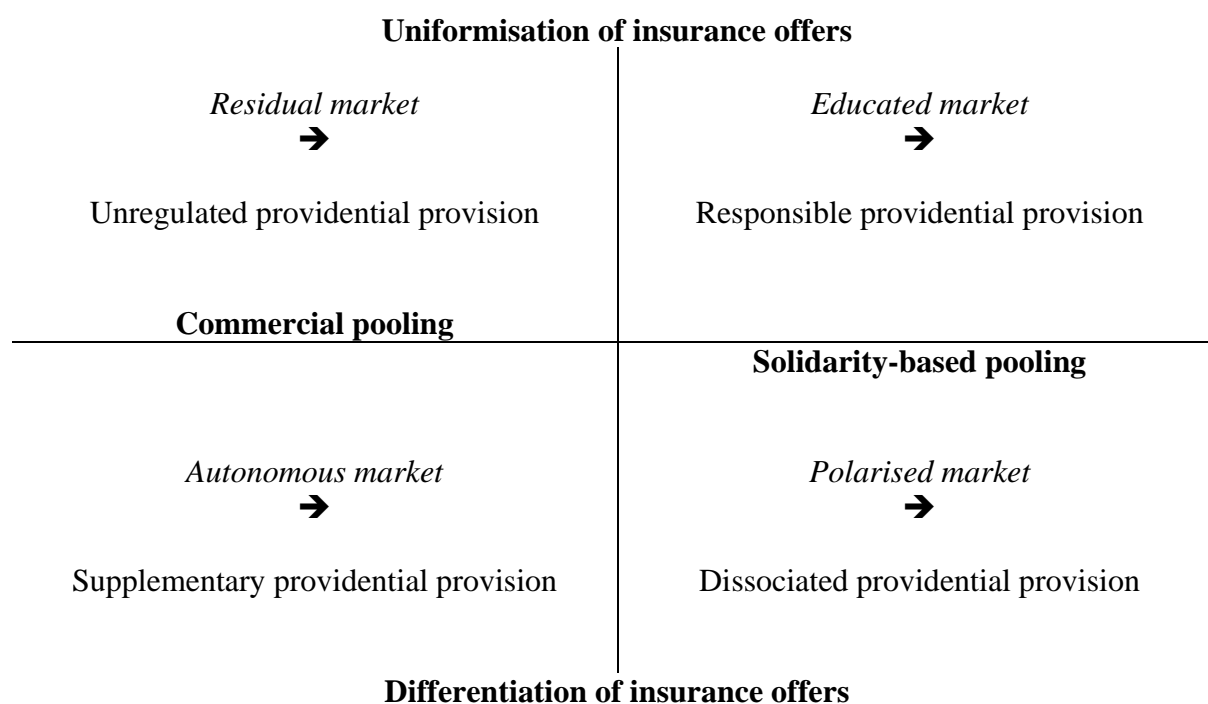 Uniformisation of insurance offers
Residual market
Educated market
➔
➔
Unregulated providential provision
Responsible providential provision
Commercial pooling
Solidarity-based pooling
Autonomous market
Polarised market
➔
➔
Supplementary providential provision
Dissociated providential provision
Differentiation of insurance offers